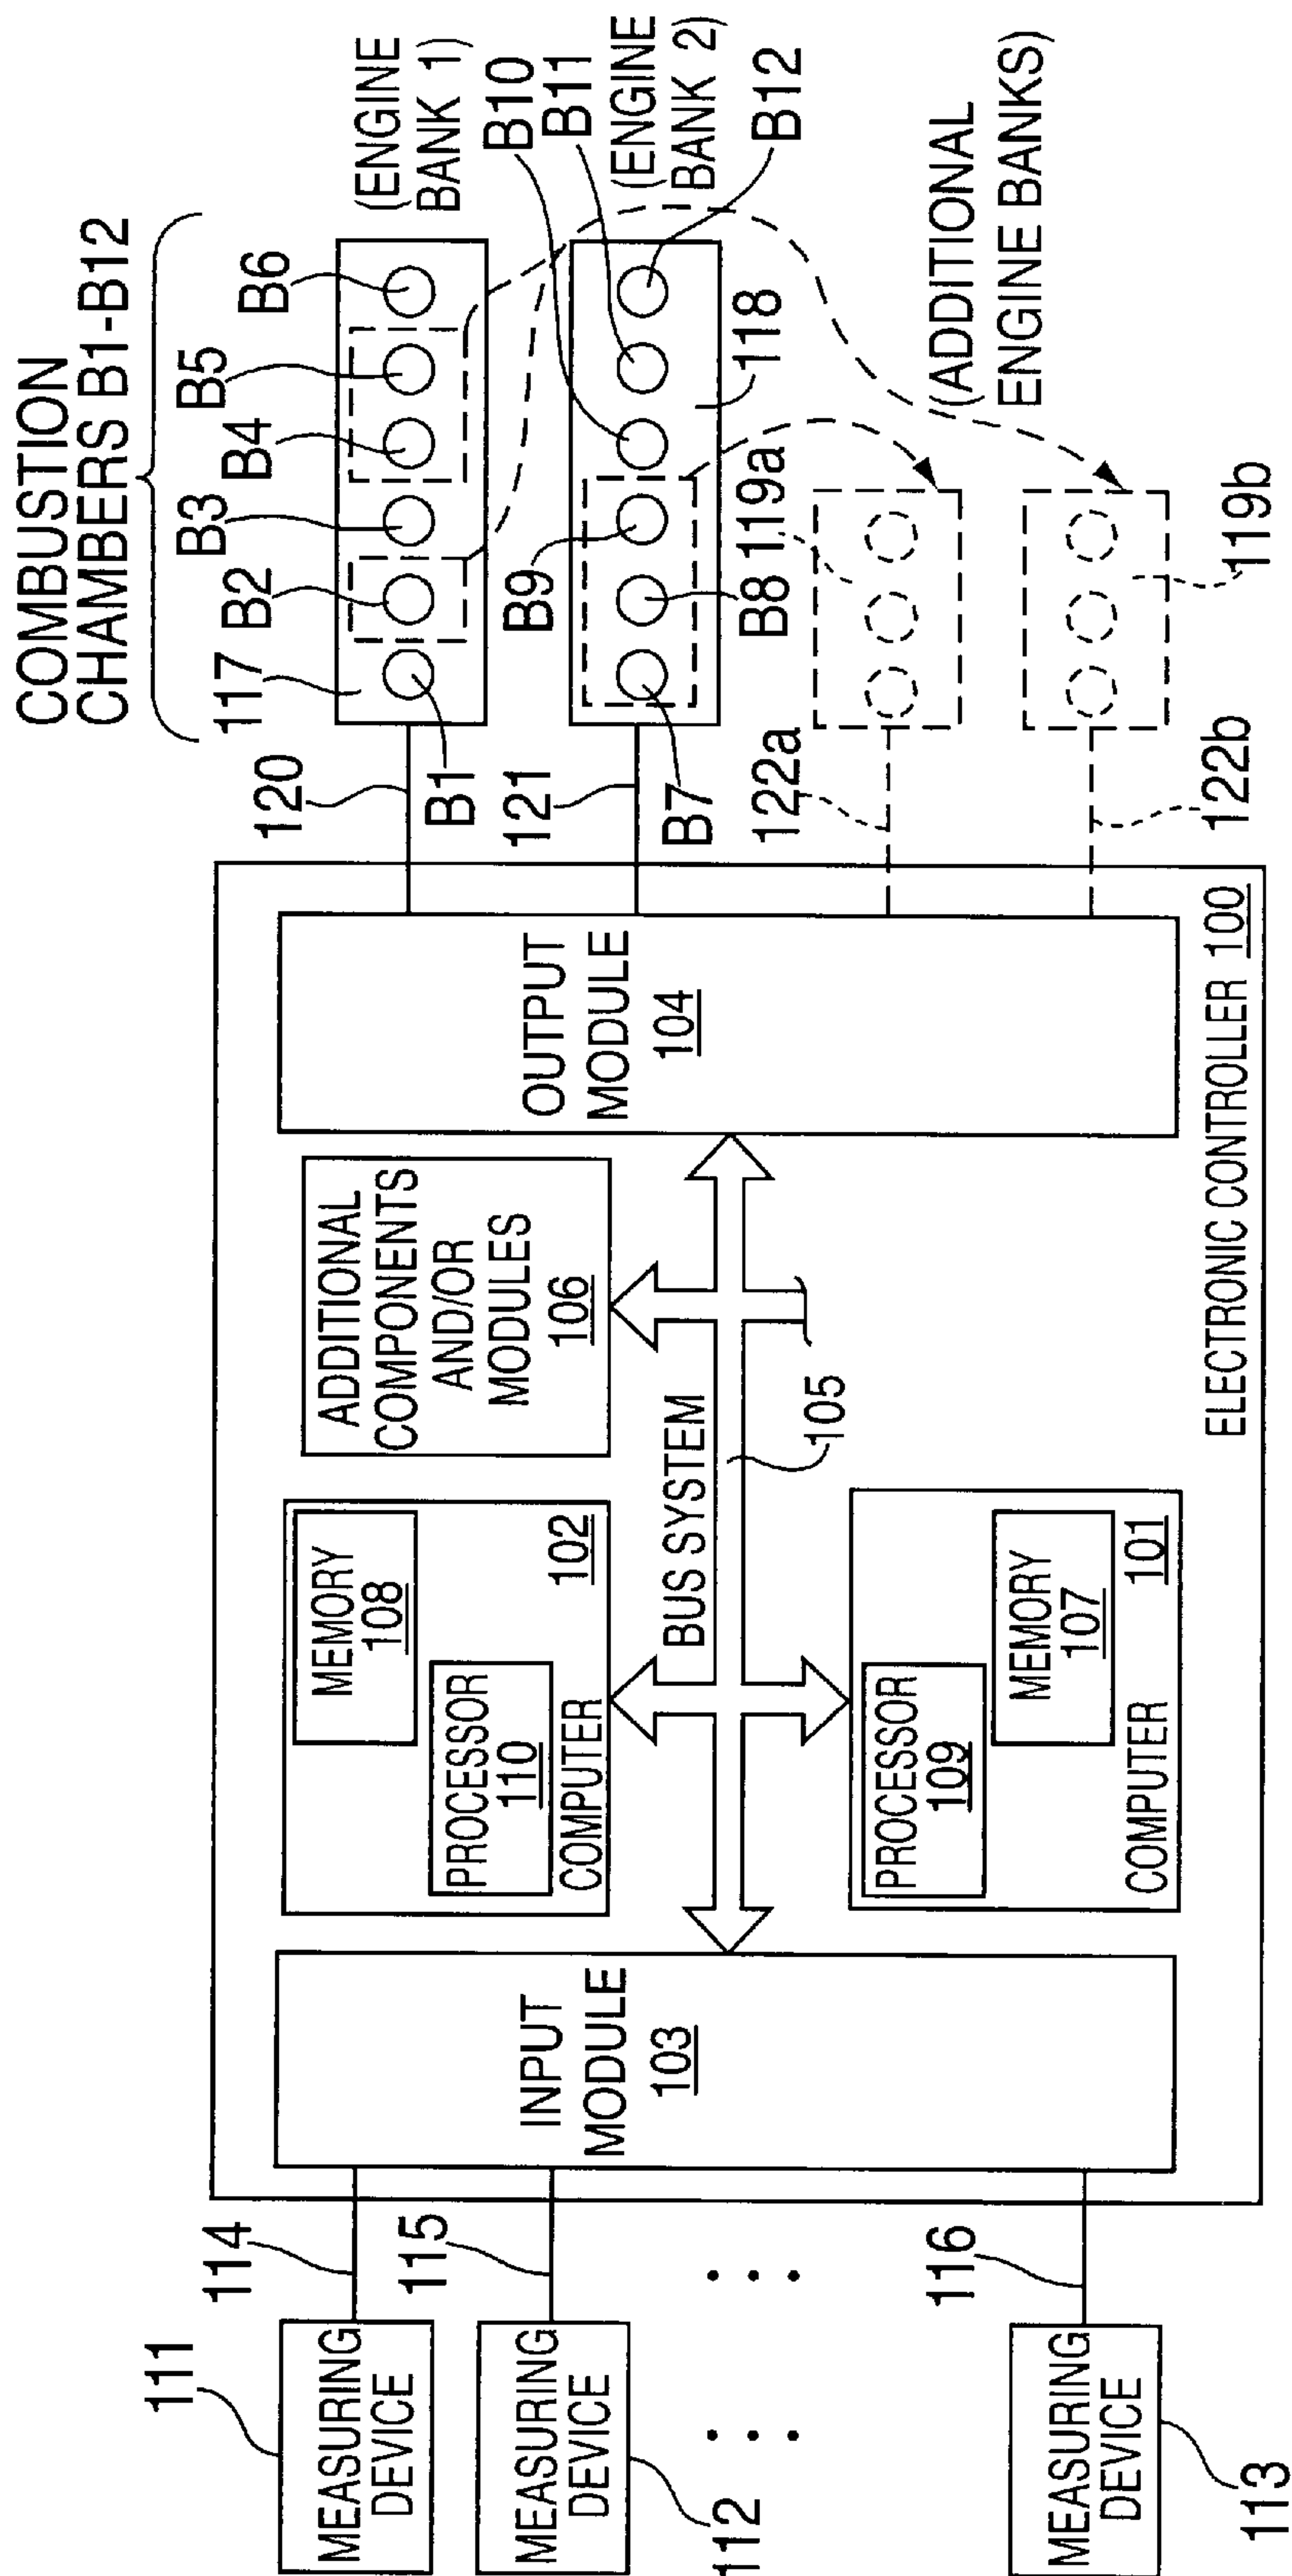 COMBUSTION
CHAMBERS B1-B12
117
B2
B3
B4
B5
B6
(ENGINE
BANK 1)
120
B1
B9
B10
B11
(ENGINE
BANK 2)
B12
121
B7
B8
118
119a
(ADDITIONAL
ENGINE BANKS)
122a
122b
119b
111
MEASURING
DEVICE
114
112
MEASURING
DEVICE
115
113
MEASURING
DEVICE
116
INPUT
MODULE
103
MEMORY
108
PROCESSOR
110
COMPUTER
102
ADDITIONAL
COMPONENTS
AND/OR
MODULES
106
BUS SYSTEM
105
PROCESSOR
109
MEMORY
107
COMPUTER
101
OUTPUT
MODULE
104
ELECTRONIC CONTROLLER 100